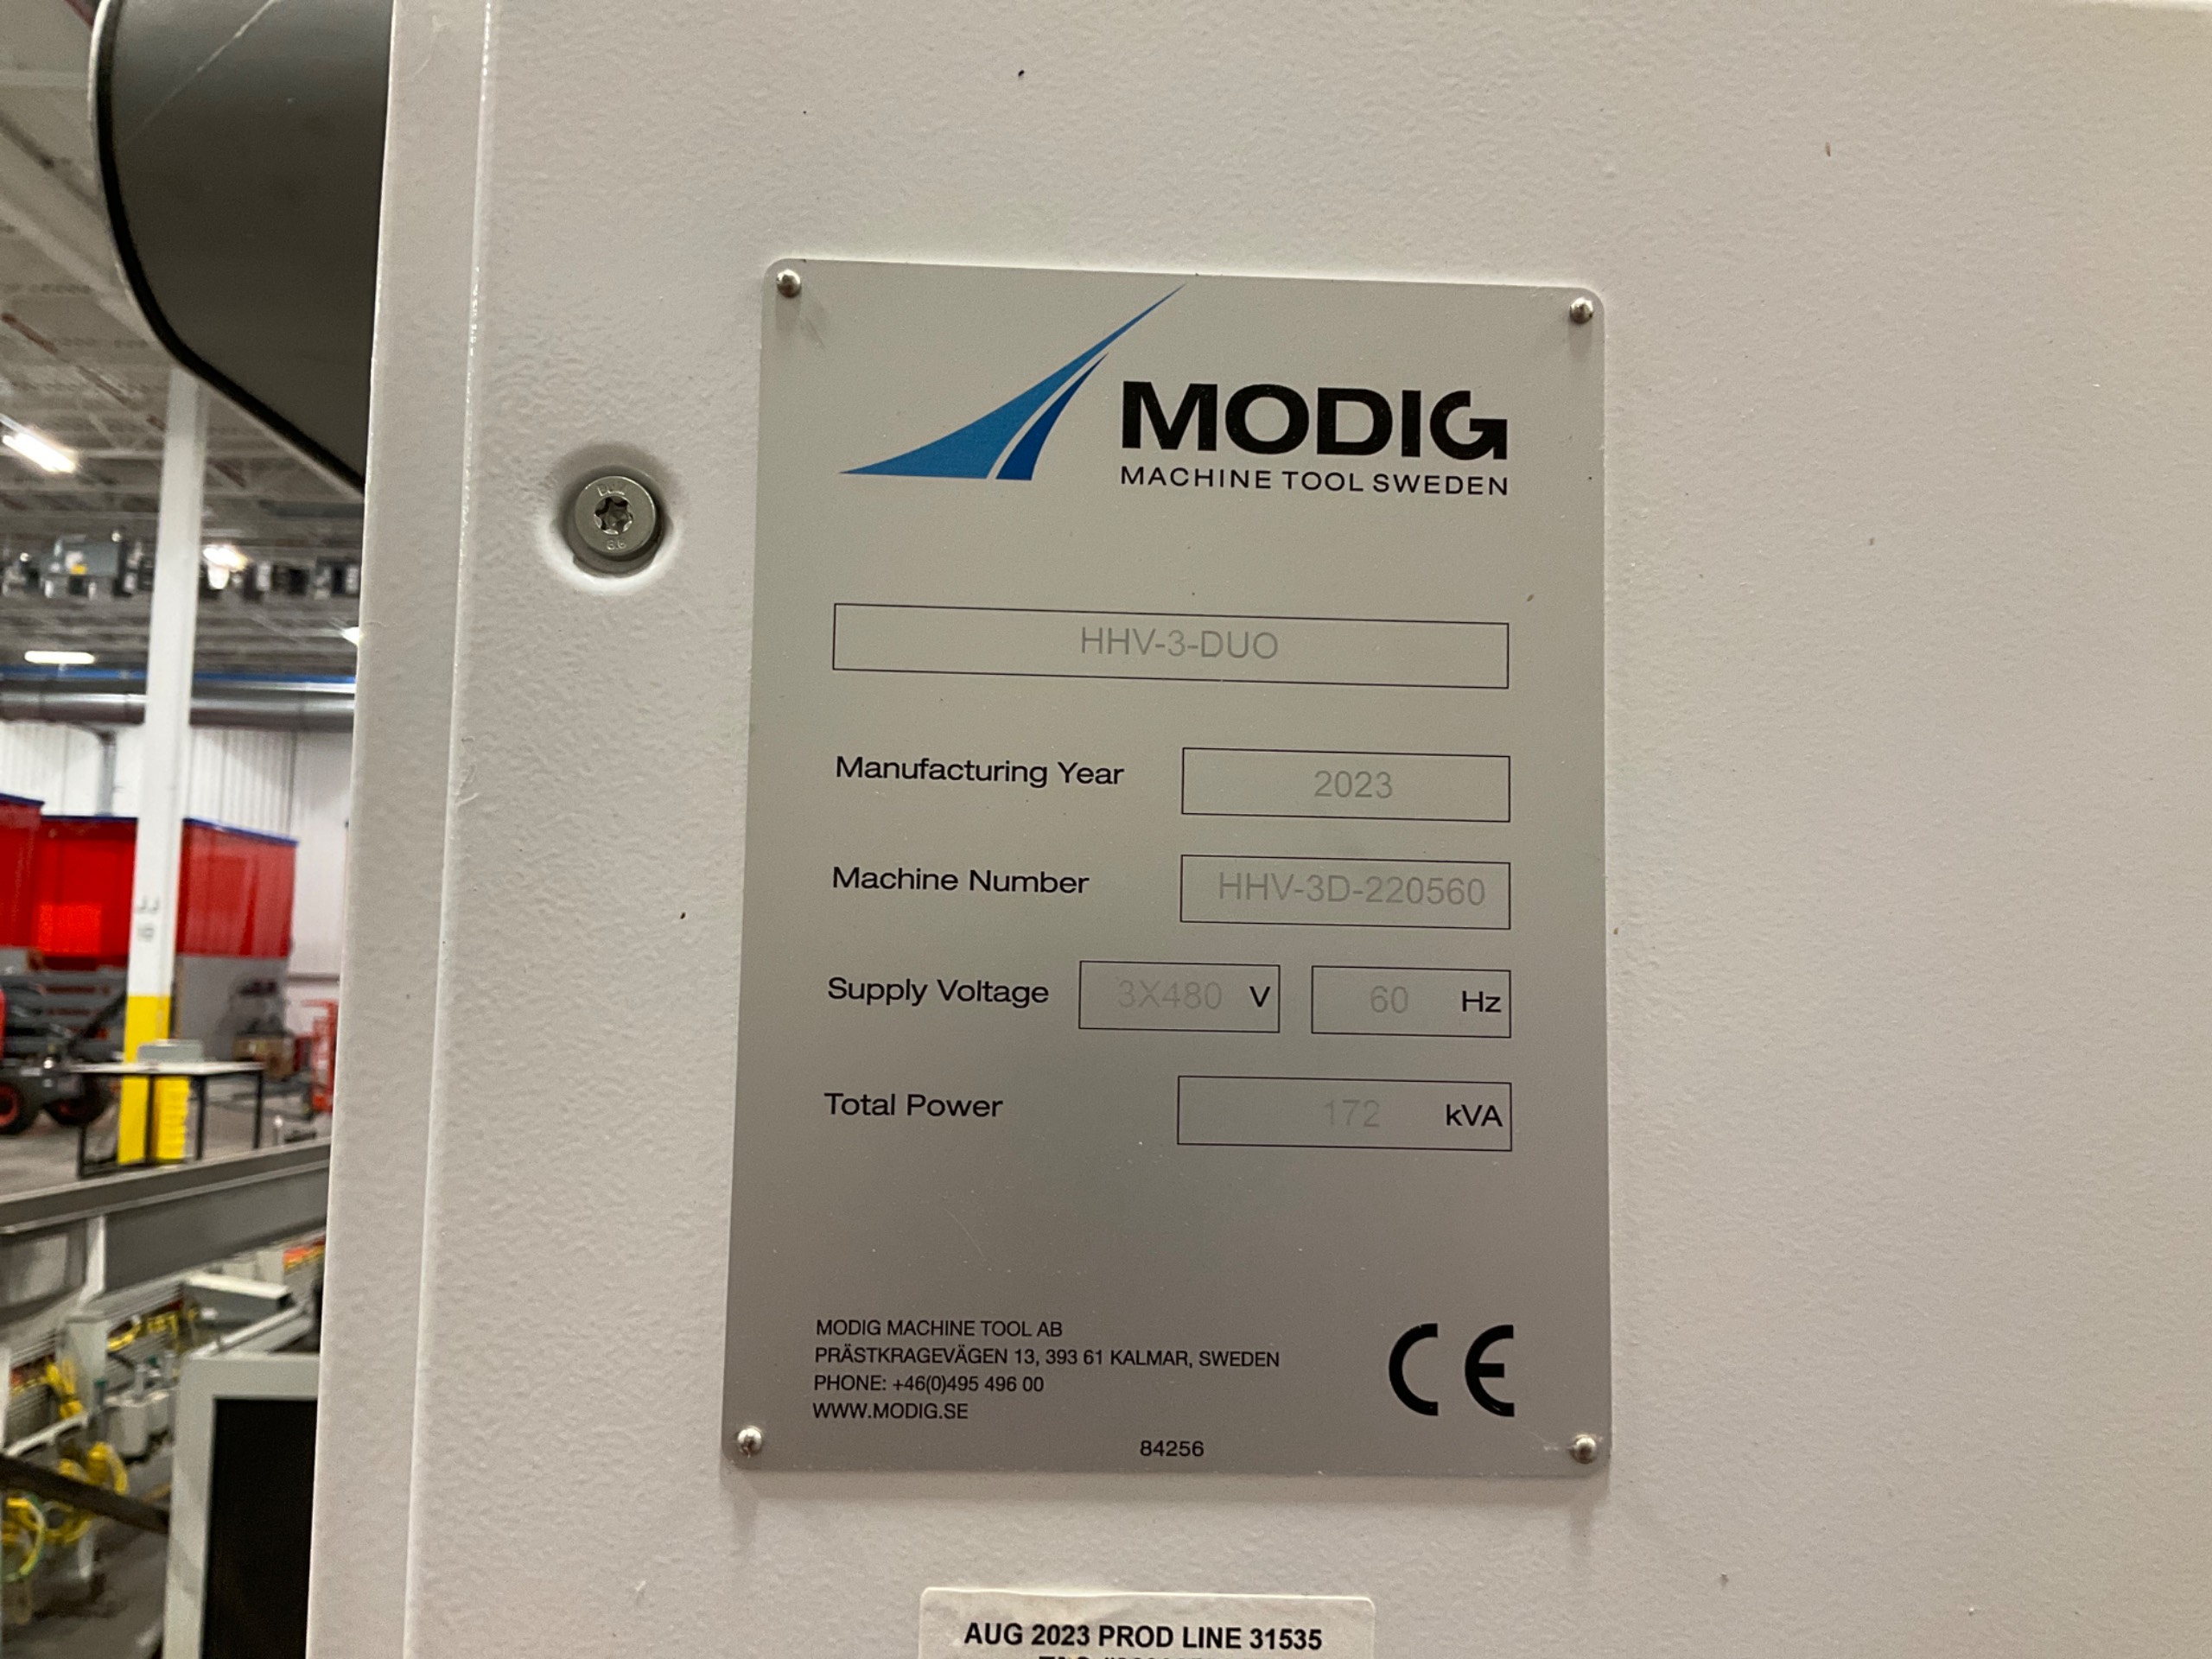 MODIG
MACHINE TOOL SWEDEN
HHV-3-DUO
Manufacturing Year 2023
Machine Number HHV-3D-220560
Supply Voltage 3X480 V 60 Hz
Total Power 172 kVA
MODIG MACHINE TOOL AB
PRÄSTKRAGEVÄGEN 13, 393 61 KALMAR, SWEDEN
PHONE: +46(0)495 496 00
WWW.MODIG.SE
CE
84256
AUG 2023 PROD LINE 31535